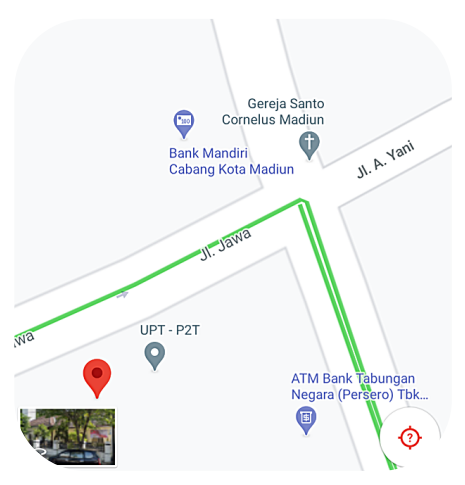 Gereja Santo
Cornelus Madiun
Bank Mandiri
Cabang Kota Madiun
Jl. A. Yani
Jl. Jawa
wa
UPT - P2T
ATM Bank Tabungan
Negara (Persero) Tbk...
?